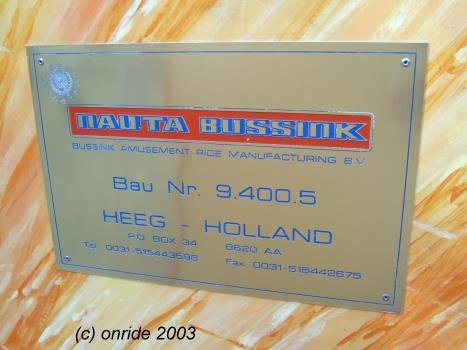 NAUTA BUSSINK
BUSSINK AMUSEMENT RIDE MANUFACTURING B.V.
Bau Nr. 9.400.5
HEEG - HOLLAND
P.O. BOX 34 8620 AA
Tel. 0031-515443598 Fax. 0031-515442675
(c) onride 2003